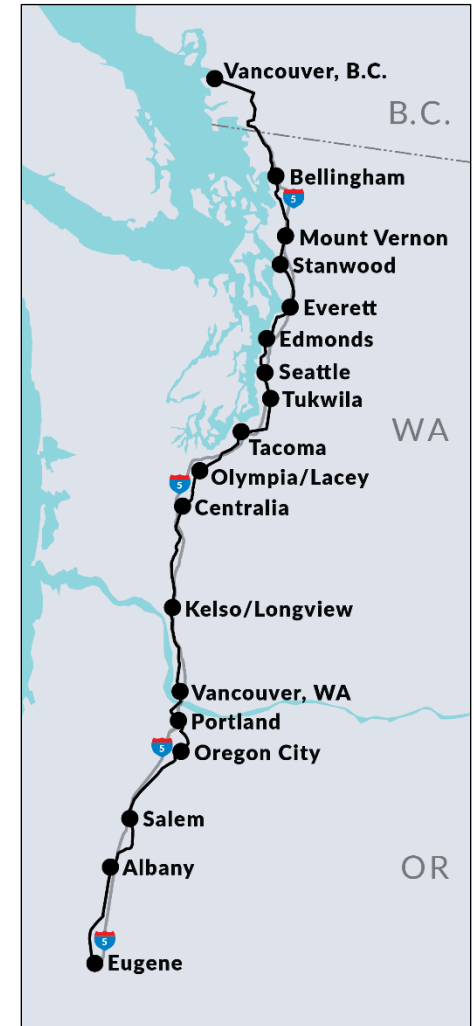 Vancouver, B.C.
B.C.
Bellingham
5
Mount Vernon
Stanwood
Everett
Edmonds
Seattle
Tukwila
WA
Tacoma
Olympia/Lacey
5
Centralia
Kelso/Longview
Vancouver, WA
Portland
5
Oregon City
Salem
Albany
OR
5
Eugene